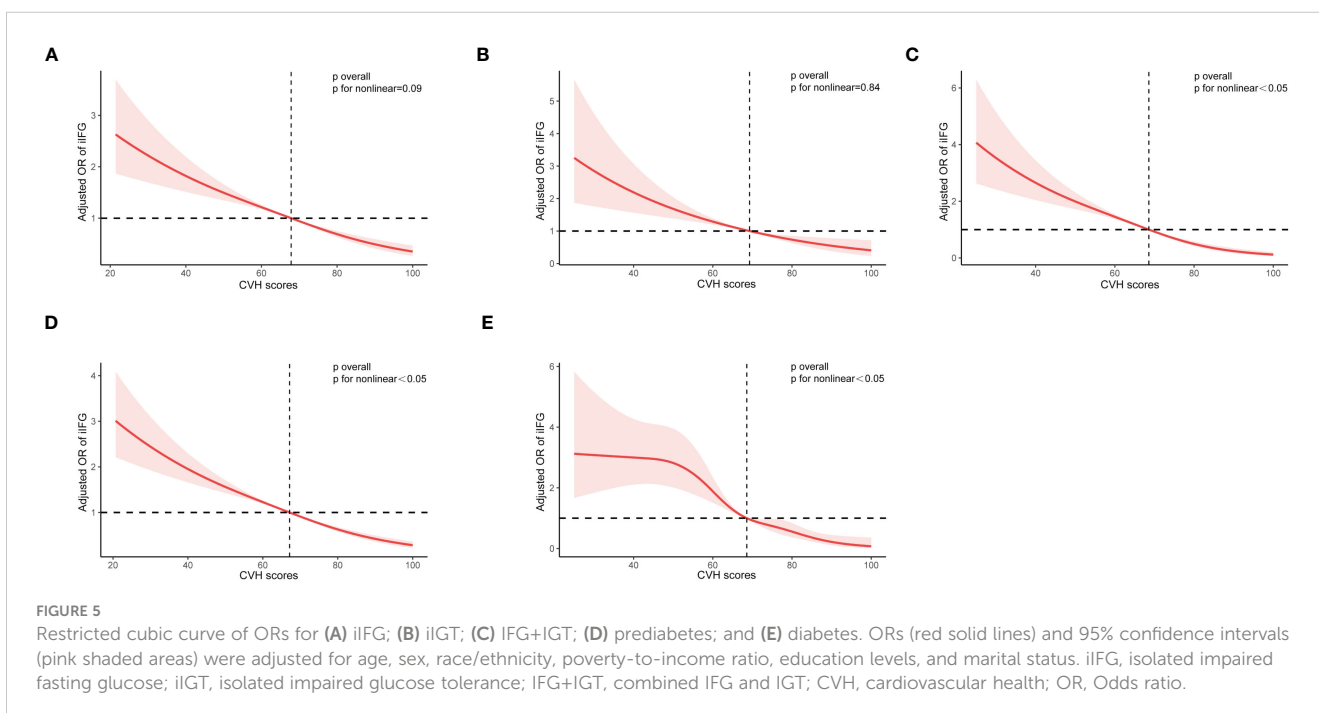 A
p overall
p for nonlinear=0.09
Adjusted OR of iIFG
3
2
1
20
40
60
80
100
CVH scores
B
p overall
p for nonlinear=0.84
Adjusted OR of iIFG
5
4
3
2
1
0
40
60
80
100
CVH scores
C
p overall
p for nonlinear<0.05
Adjusted OR of iIFG
6
4
2
0
40
60
80
100
CVH scores
D
p overall
p for nonlinear<0.05
Adjusted OR of iIFG
4
3
2
1
20
40
60
80
100
CVH scores
E
p overall
p for nonlinear<0.05
Adjusted OR of iIFG
6
4
2
0
40
60
80
100
CVH scores
FIGURE 5
Restricted cubic curve of ORs for (A) iIFG; (B) iIGT; (C) IFG+IGT; (D) prediabetes; and (E) diabetes. ORs (red solid lines) and 95% confidence intervals
(pink shaded areas) were adjusted for age, sex, race/ethnicity, poverty-to-income ratio, education levels, and marital status. iIFG, isolated impaired
fasting glucose; iIGT, isolated impaired glucose tolerance; IFG+IGT, combined IFG and IGT; CVH, cardiovascular health; OR, Odds ratio.